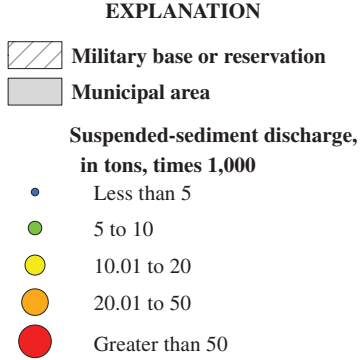 EXPLANATION
Military base or reservation
Municipal area
Suspended-sediment discharge,
in tons, times 1,000
Less than 5
5 to 10
10.01 to 20
20.01 to 50
Greater than 50